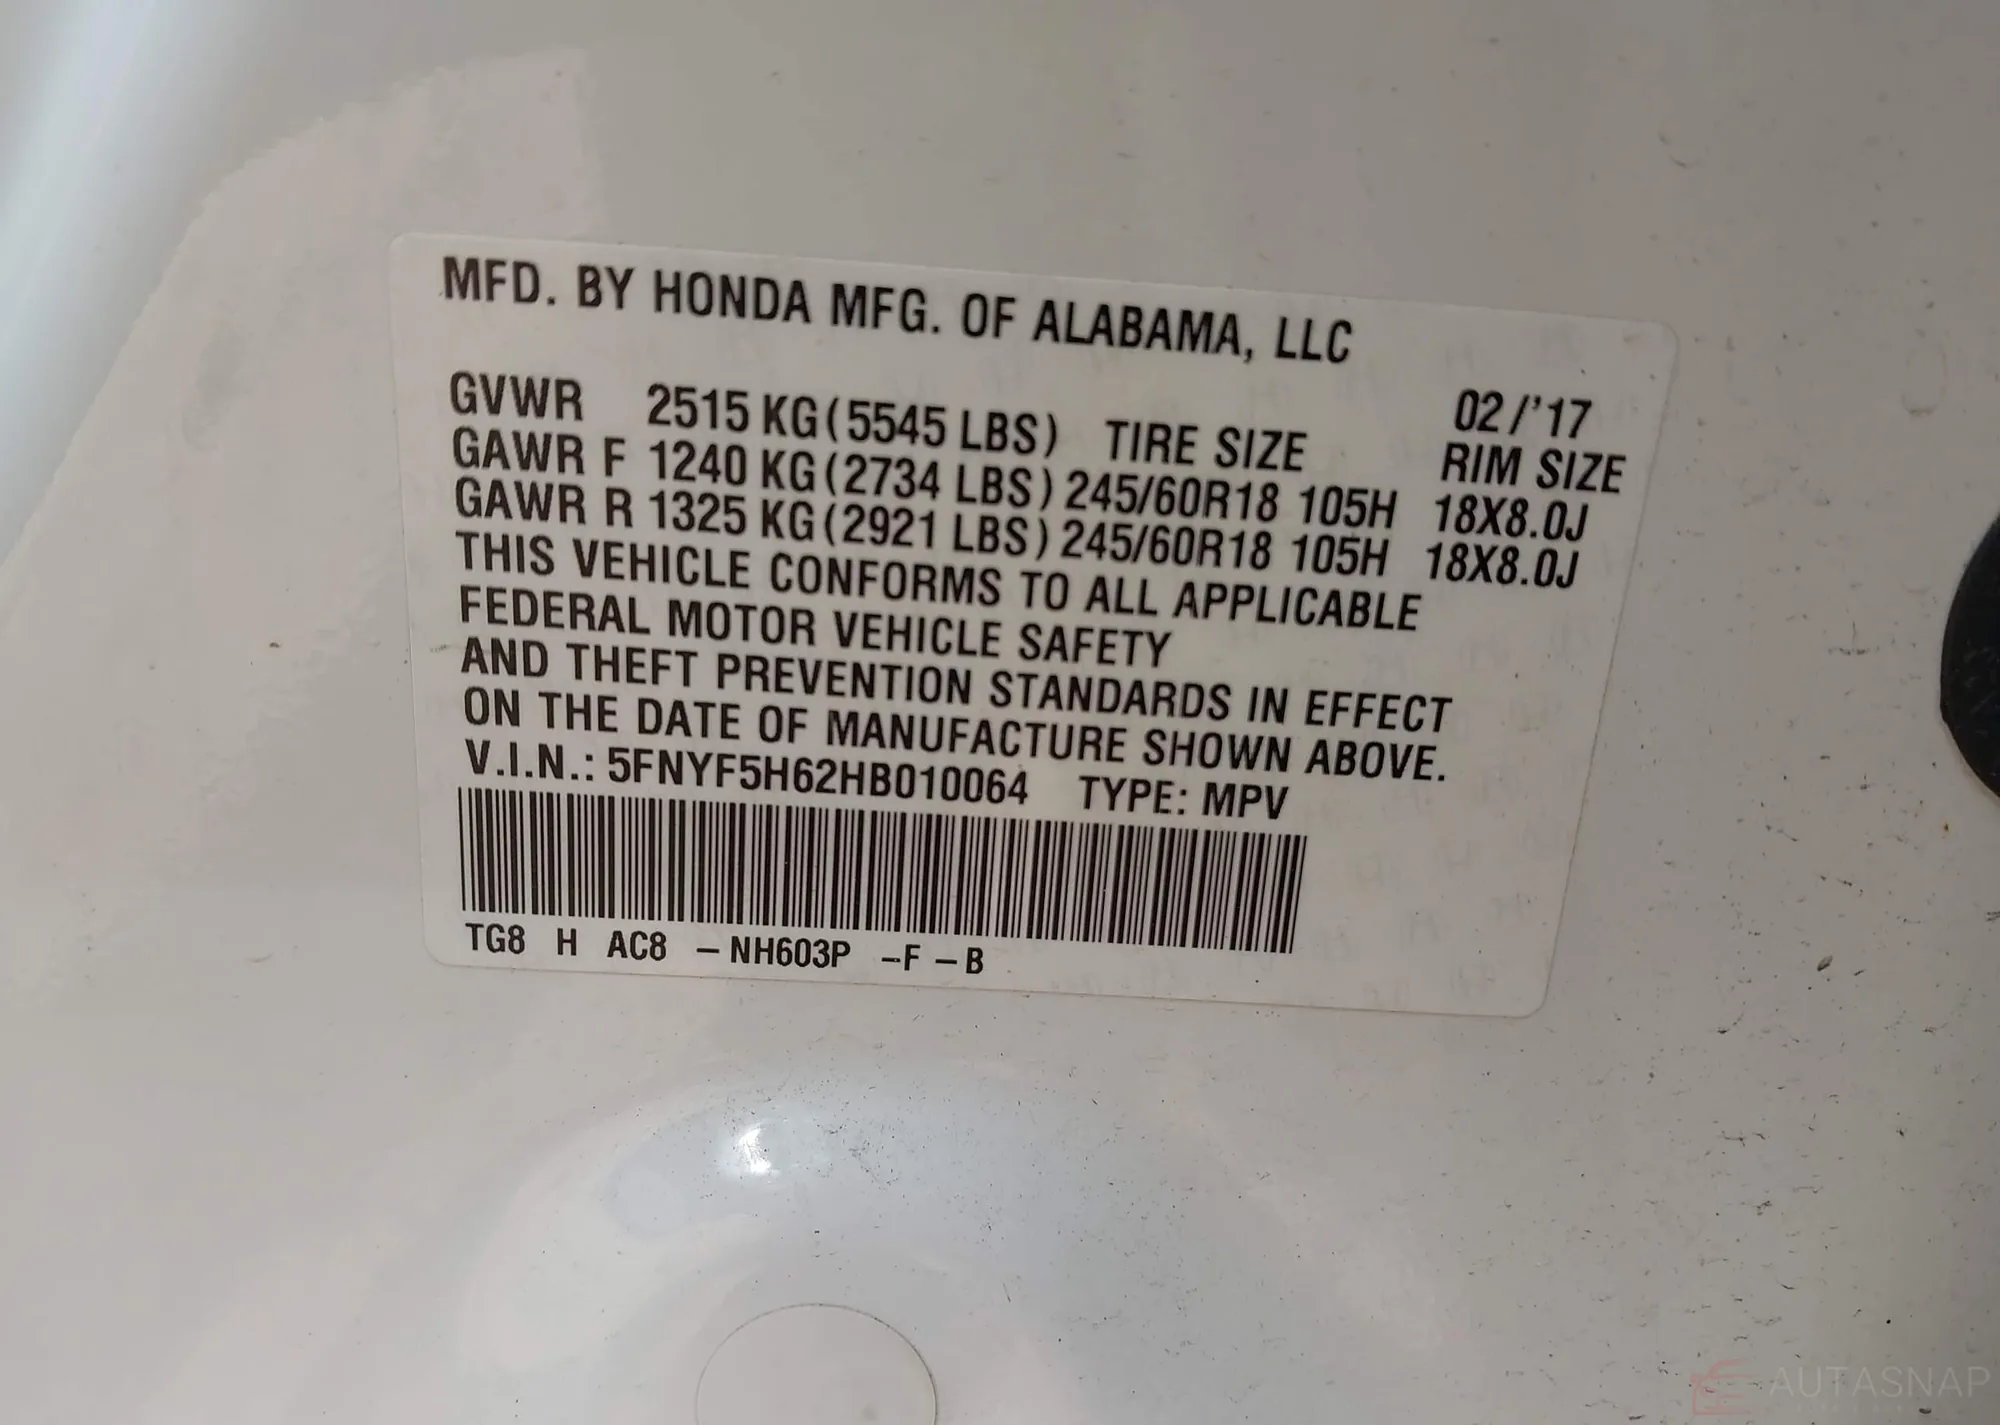 MFD. BY HONDA MFG. OF ALABAMA, LLC
02/'17
GVWR 2515 KG (5545 LBS) TIRE SIZE RIM SIZE
GAWR F 1240 KG (2734 LBS) 245/60R18 105H 18X8.0J
GAWR R 1325 KG (2921 LBS) 245/60R18 105H 18X8.0J
THIS VEHICLE CONFORMS TO ALL APPLICABLE
FEDERAL MOTOR VEHICLE SAFETY
AND THEFT PREVENTION STANDARDS IN EFFECT
ON THE DATE OF MANUFACTURE SHOWN ABOVE.
V.I.N.: 5FNYF5H62HB010064 TYPE: MPV
TG8 H AC8 – NH603P –F – B
AUTASNAP